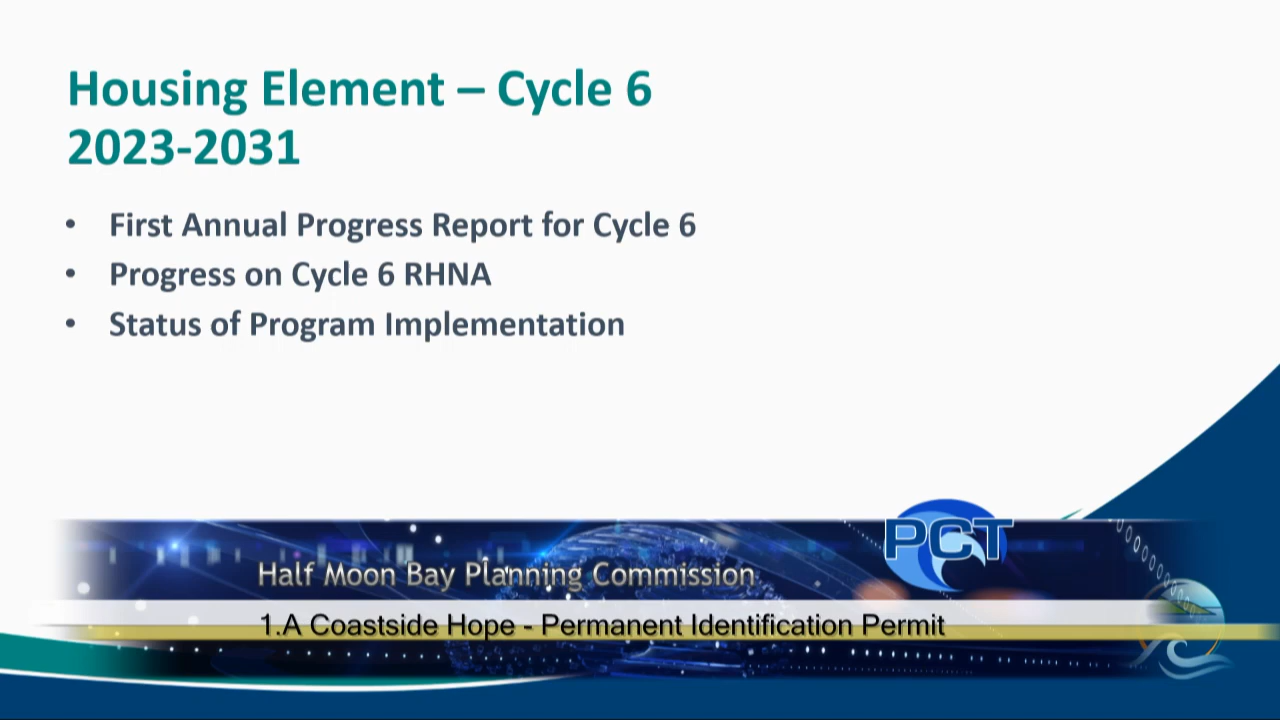 Housing Element – Cycle 6
2023-2031
• First Annual Progress Report for Cycle 6
• Progress on Cycle 6 RHNA
• Status of Program Implementation
PCT
Half Moon Bay Planning Commission
1.A Coastside Hope - Permanent Identification Permit